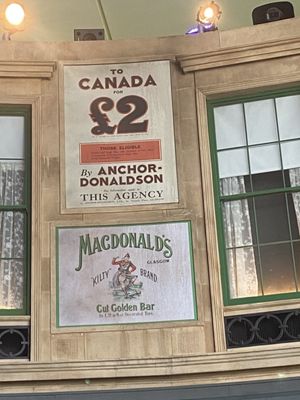 TO
CANADA
FOR
£2
THOSE ELIGIBLE
By ANCHOR-
DONALDSON
THIS AGENCY
MACDONALD'S
GLASGOW
"KILTY" BRAND
Cut Golden Bar